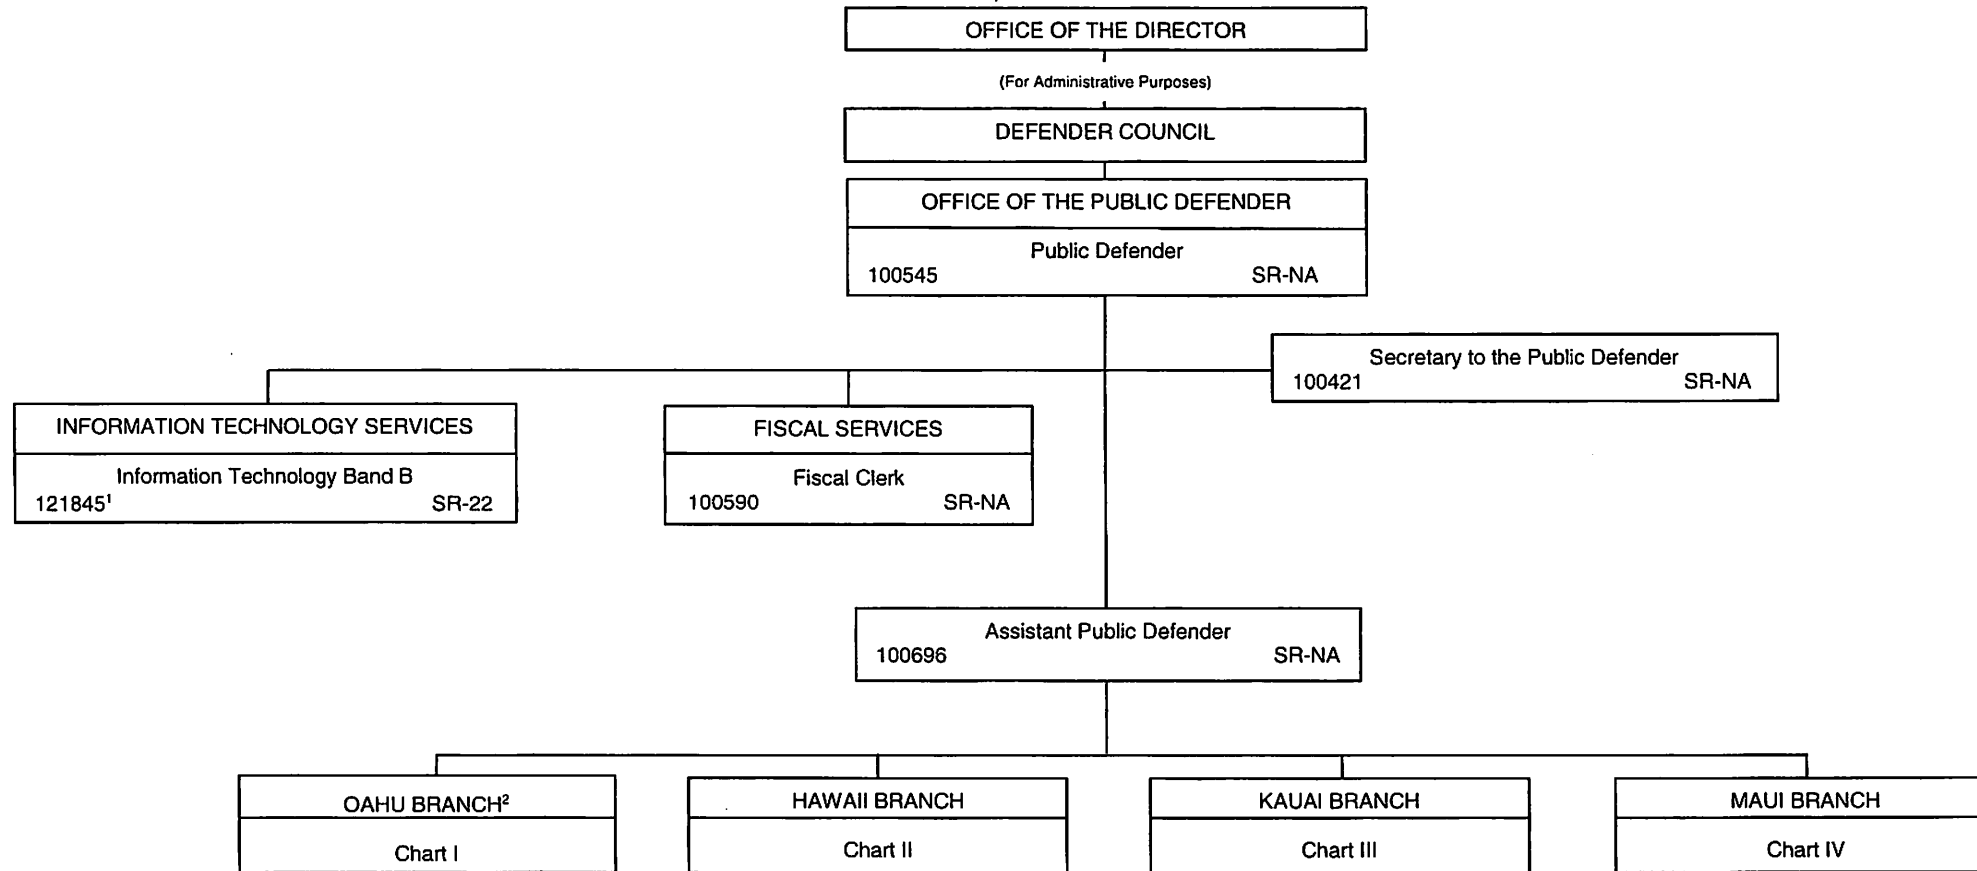 OFFICE OF THE DIRECTOR
(For Administrative Purposes)
DEFENDER COUNCIL
OFFICE OF THE PUBLIC DEFENDER
Public Defender
100545 SR-NA
Secretary to the Public Defender
100421 SR-NA
INFORMATION TECHNOLOGY SERVICES
Information Technology Band B
121845¹ SR-22
FISCAL SERVICES
Fiscal Clerk
100590 SR-NA
Assistant Public Defender
100696 SR-NA
OAHU BRANCH²
Chart I
HAWAII BRANCH
Chart II
KAUAI BRANCH
Chart III
MAUI BRANCH
Chart IV